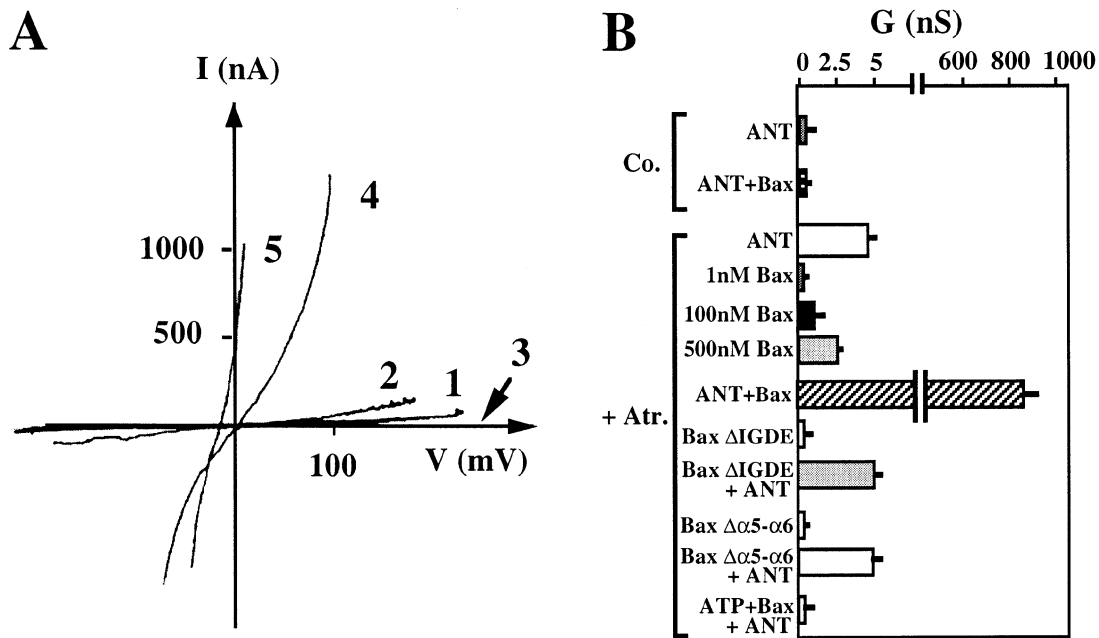 A
I (nA)
4
1000
5
500
3
2
1
V (mV)
100
B
G (nS)
0 2.5 5 600 800 1000
Co.
ANT
ANT+Bax
+ Atr.
ANT
1nM Bax
100nM Bax
500nM Bax
ANT+Bax
Bax ΔIGDE
Bax ΔIGDE
+ ANT
Bax Δα5-α6
Bax Δα5-α6
+ ANT
ATP+Bax
+ ANT